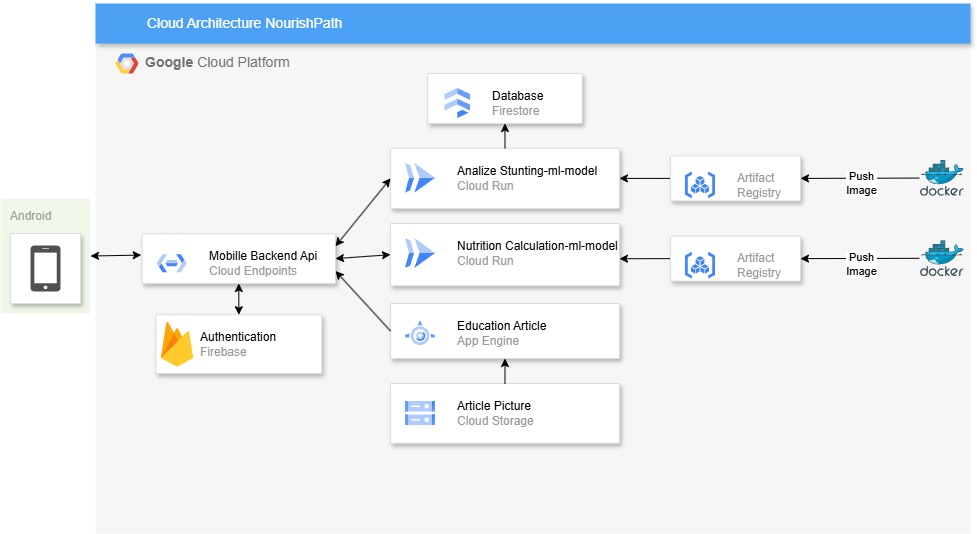 Cloud Architecture NourishPath
Google Cloud Platform
Database
Firestore
Analize Stunting-ml-model
Cloud Run
Artifact
Registry
Push
Image
docker
Android
Mobille Backend Api
Cloud Endpoints
Nutrition Calculation-ml-model
Cloud Run
Artifact
Registry
Push
Image
docker
Authentication
Firebase
Education Article
App Engine
Article Picture
Cloud Storage